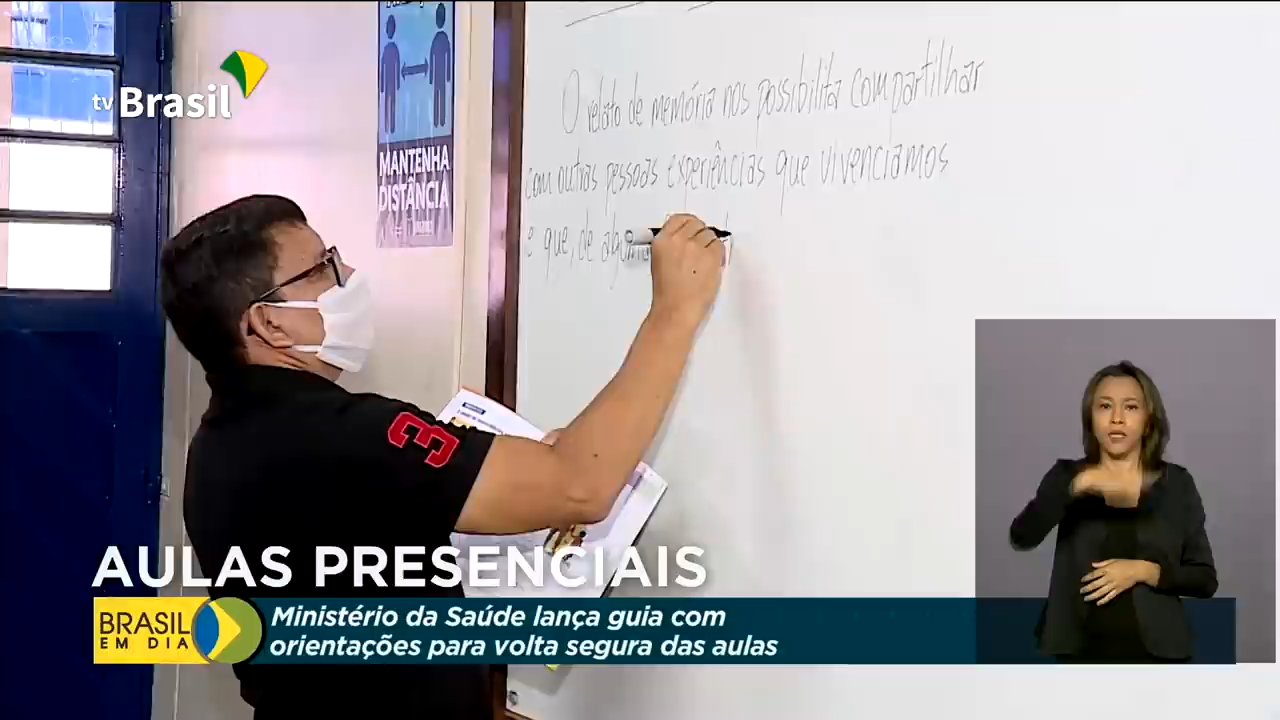 tv Brasil
MANTENHA
DISTÂNCIA
O relato de memória nos possibilita compartilhar
com outras pessoas experiências que vivenciamos
e que, de
3
AULAS PRESENCIAIS
BRASIL
EM DIA
Ministério da Saúde lança guia com
orientações para volta segura das aulas